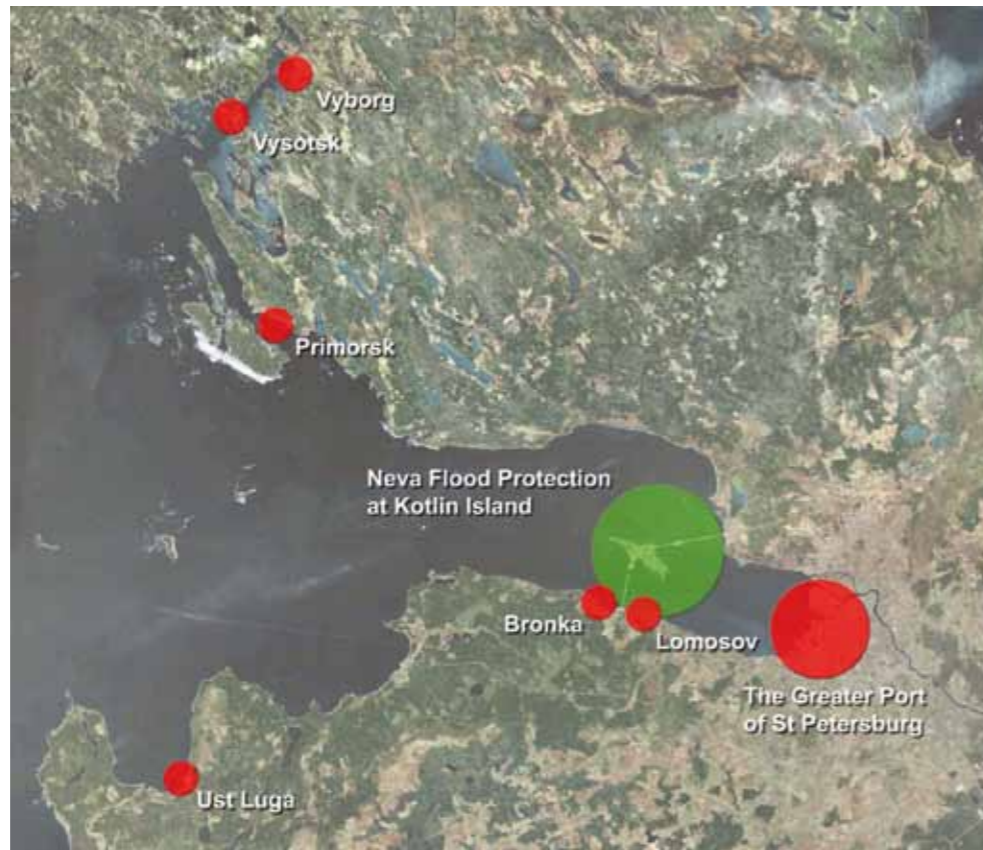 Vyborg
Vysotsk
Primorsk
Neva Flood Protection
at Kotlin Island
Bronka
Lomosov
The Greater Port
of St Petersburg
Ust Luga